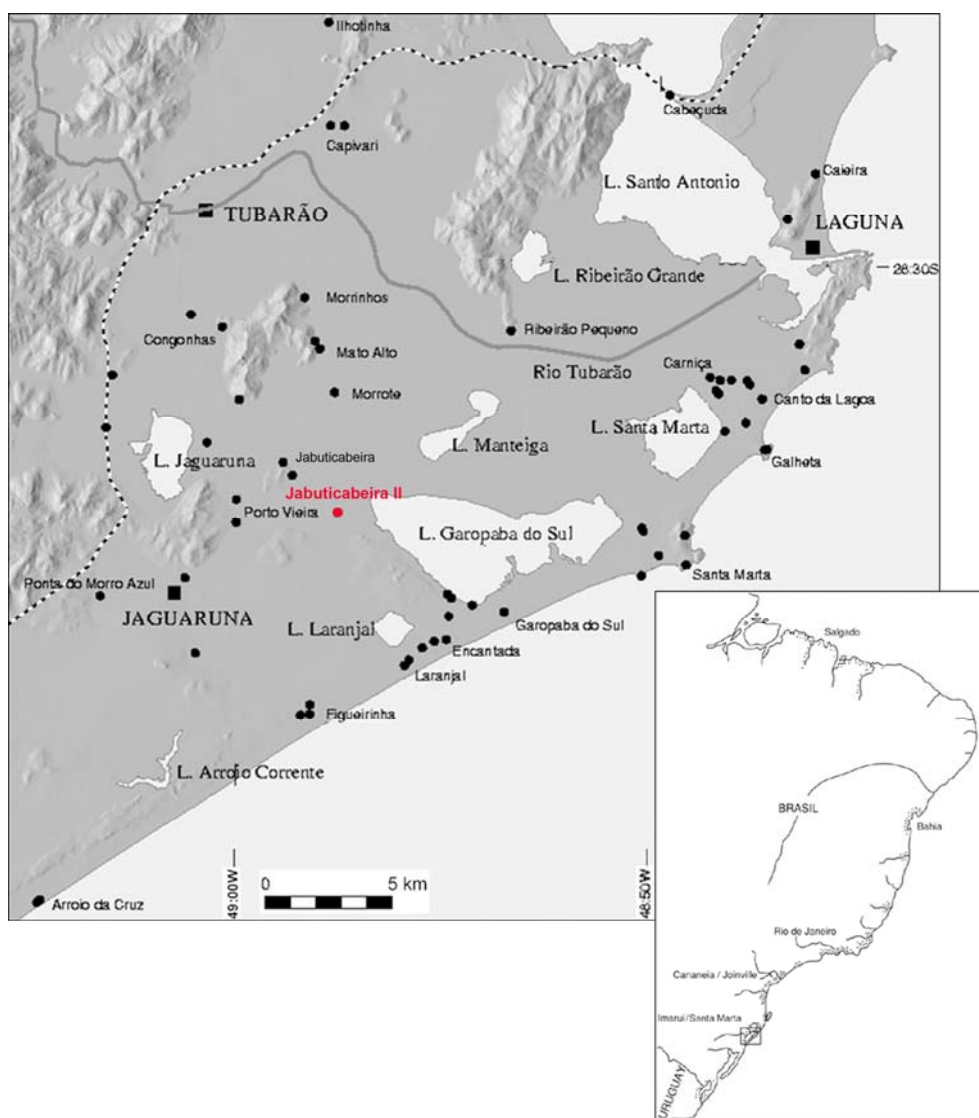 Ilhotinha
Cabeçuda
Capivari
Caieira
L. Santo Antonio
TUBARÃO
LAGUNA
28:30S
L. Ribeirão Grande
Morrinhos
Ribeirão Pequeno
Congonhas
Mato Alto
Rio Tubarão
Carniça
Morrote
Canto da Lagoa
L. Santa Marta
L. Manteiga
Jabuticabeira
L. Jaguaruna
Galheta
Jabuticabeira II
Porto Vieira
L. Garopaba do Sul
Santa Marta
Ponta do Morro Azul
JAGUARUNA
Garopaba do Sul
L. Laranjal
Encantada
Laranjal
Figueirinha
L. Arroio Corrente
49:00W
0 5 km
48:50W
Arroio da Cruz
Salgado
BRASIL
Bahia
Rio de Janeiro
Cananeia / Joinville
Imarui/Santa Marta
URUGUAY